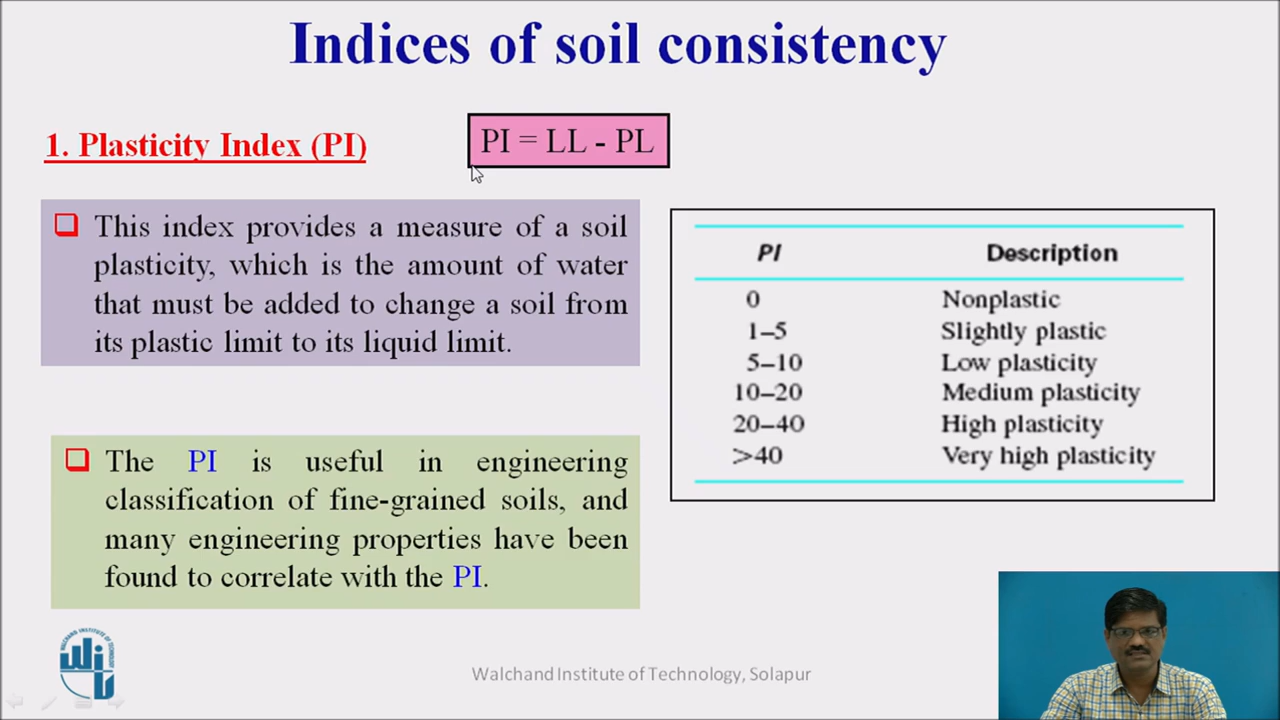 Indices of soil consistency
1. Plasticity Index (PI)
PI = LL - PL
This index provides a measure of a soil
plasticity, which is the amount of water
that must be added to change a soil from
its plastic limit to its liquid limit.
The PI is useful in engineering
classification of fine-grained soils, and
many engineering properties have been
found to correlate with the PI.
PI Description
0 Nonplastic
1–5 Slightly plastic
5–10 Low plasticity
10–20 Medium plasticity
20–40 High plasticity
>40 Very high plasticity
WALCHAND INSTITUTE OF TECHNOLOGY
Walchand Institute of Technology, Solapur